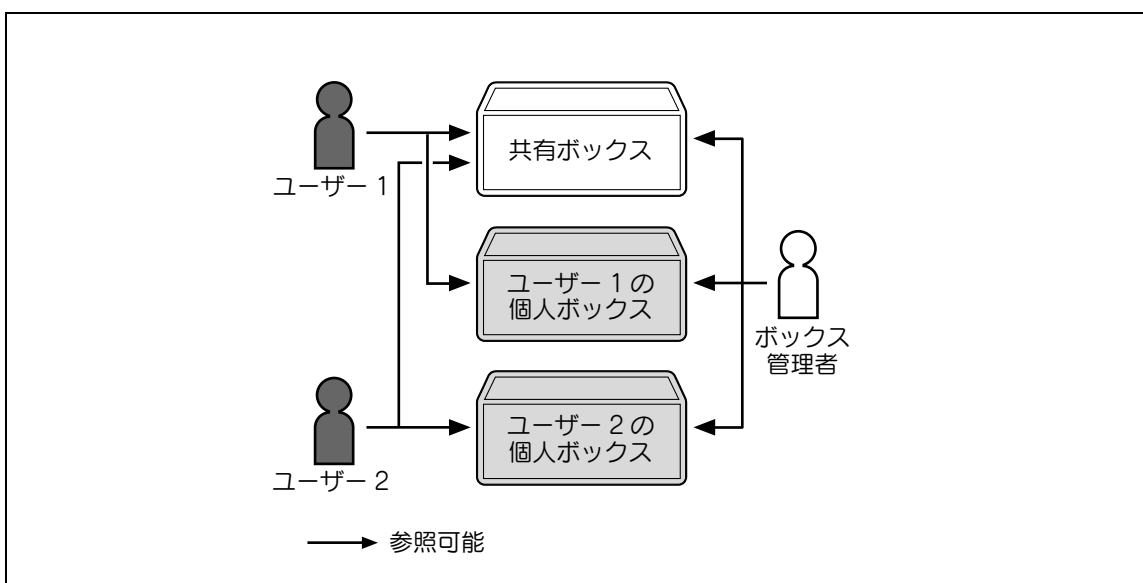 共有ボックス
ユーザー 1
ユーザー 1 の
個人ボックス
ボックス
管理者
ユーザー 2 の
個人ボックス
ユーザー 2
参照可能